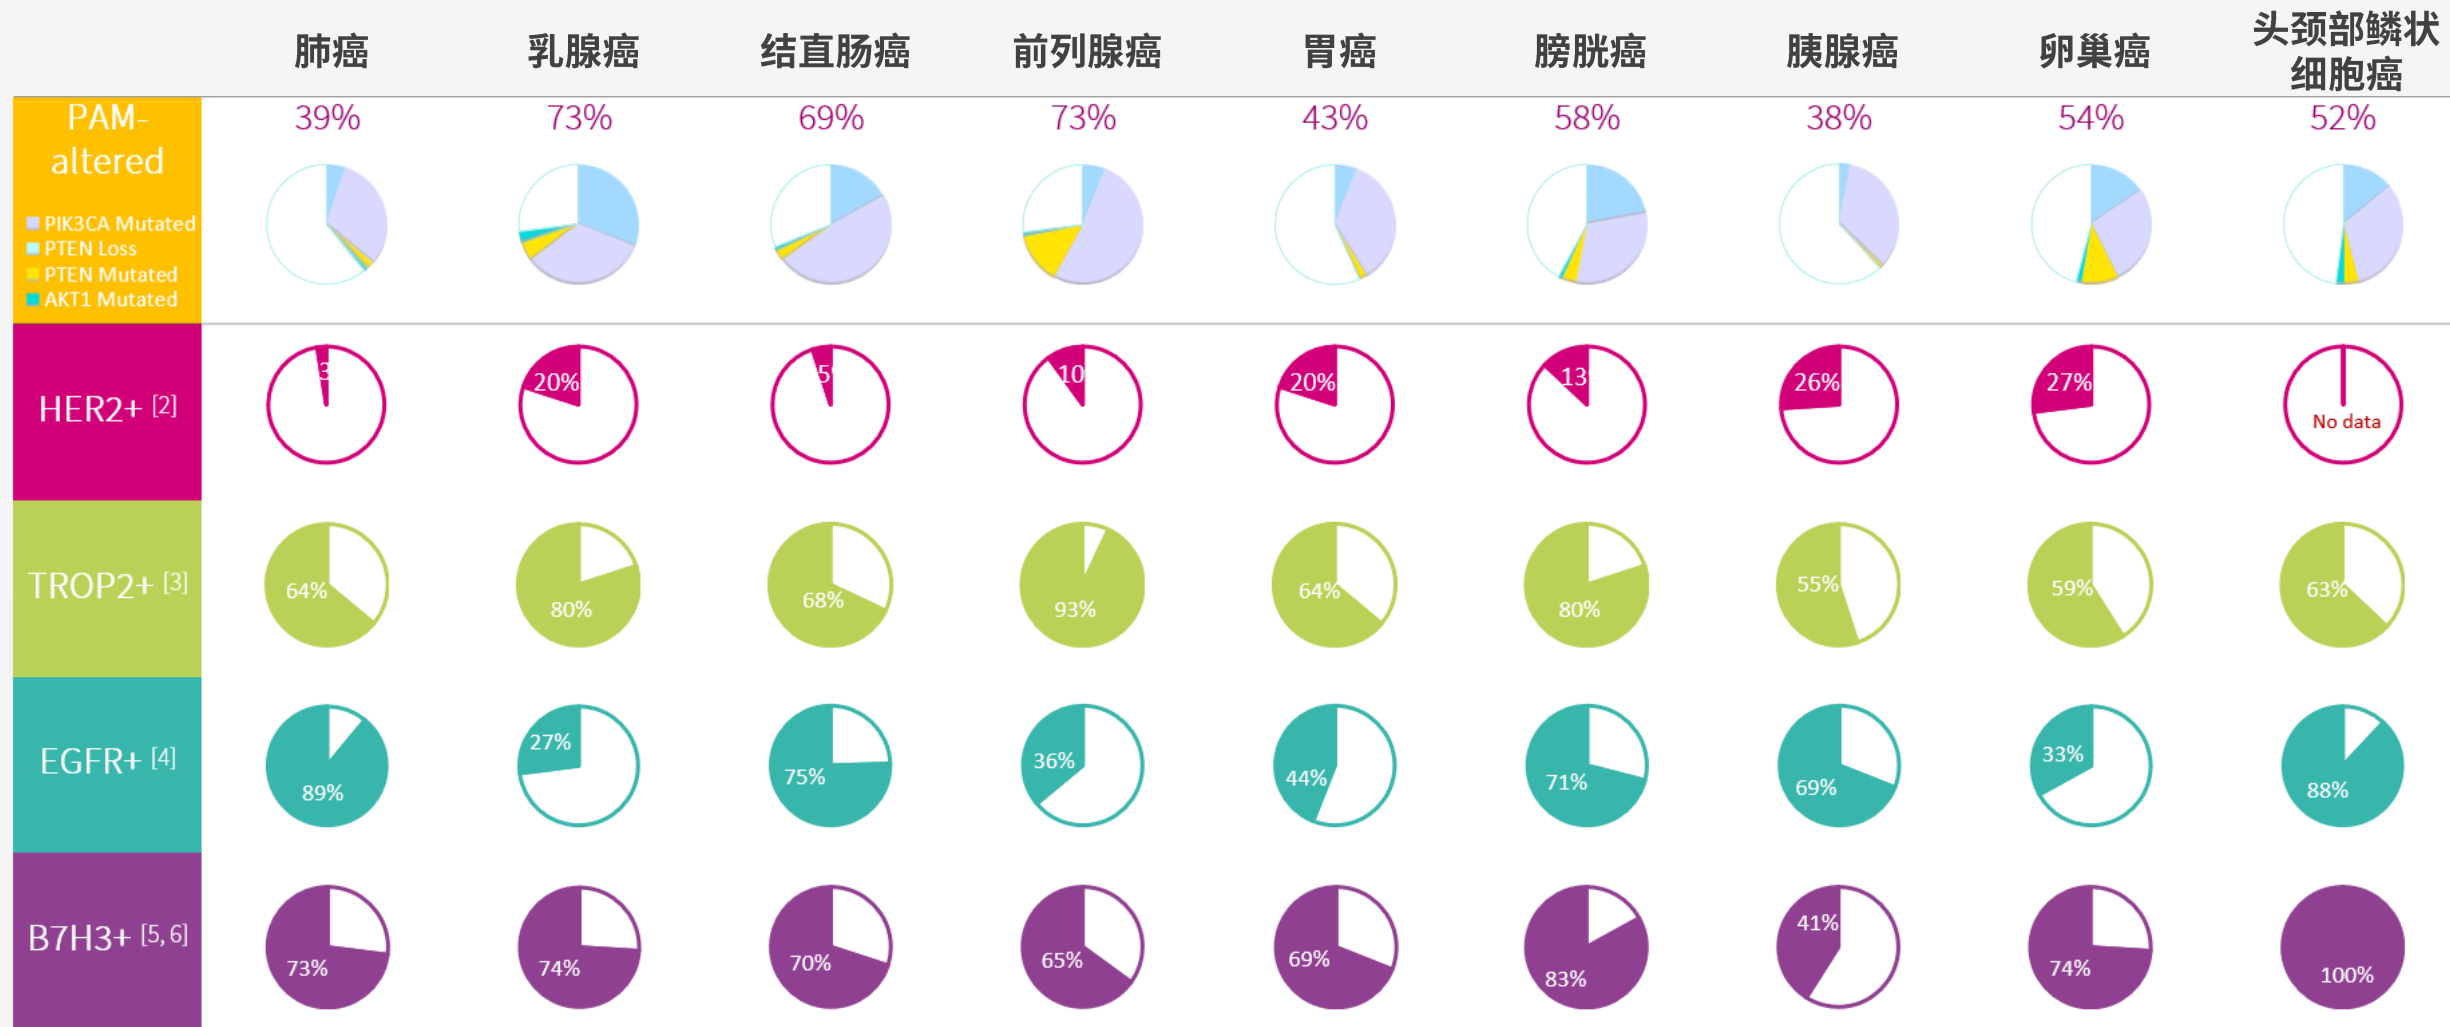 肺癌
乳腺癌
结直肠癌
前列腺癌
胃癌
膀胱癌
胰腺癌
卵巢癌
头颈部鳞状
细胞癌
PAM-
altered
39%
73%
69%
73%
43%
58%
38%
54%
52%
PIK3CA Mutated
PTEN Loss
PTEN Mutated
AKT1 Mutated
HER2+ [2]
3
20%
5
10
20%
13
26%
27%
No data
TROP2+ [3]
64%
80%
68%
93%
64%
80%
55%
59%
63%
EGFR+ [4]
89%
27%
75%
36%
44%
71%
69%
33%
88%
B7H3+ [5, 6]
73%
74%
70%
65%
69%
83%
41%
74%
100%